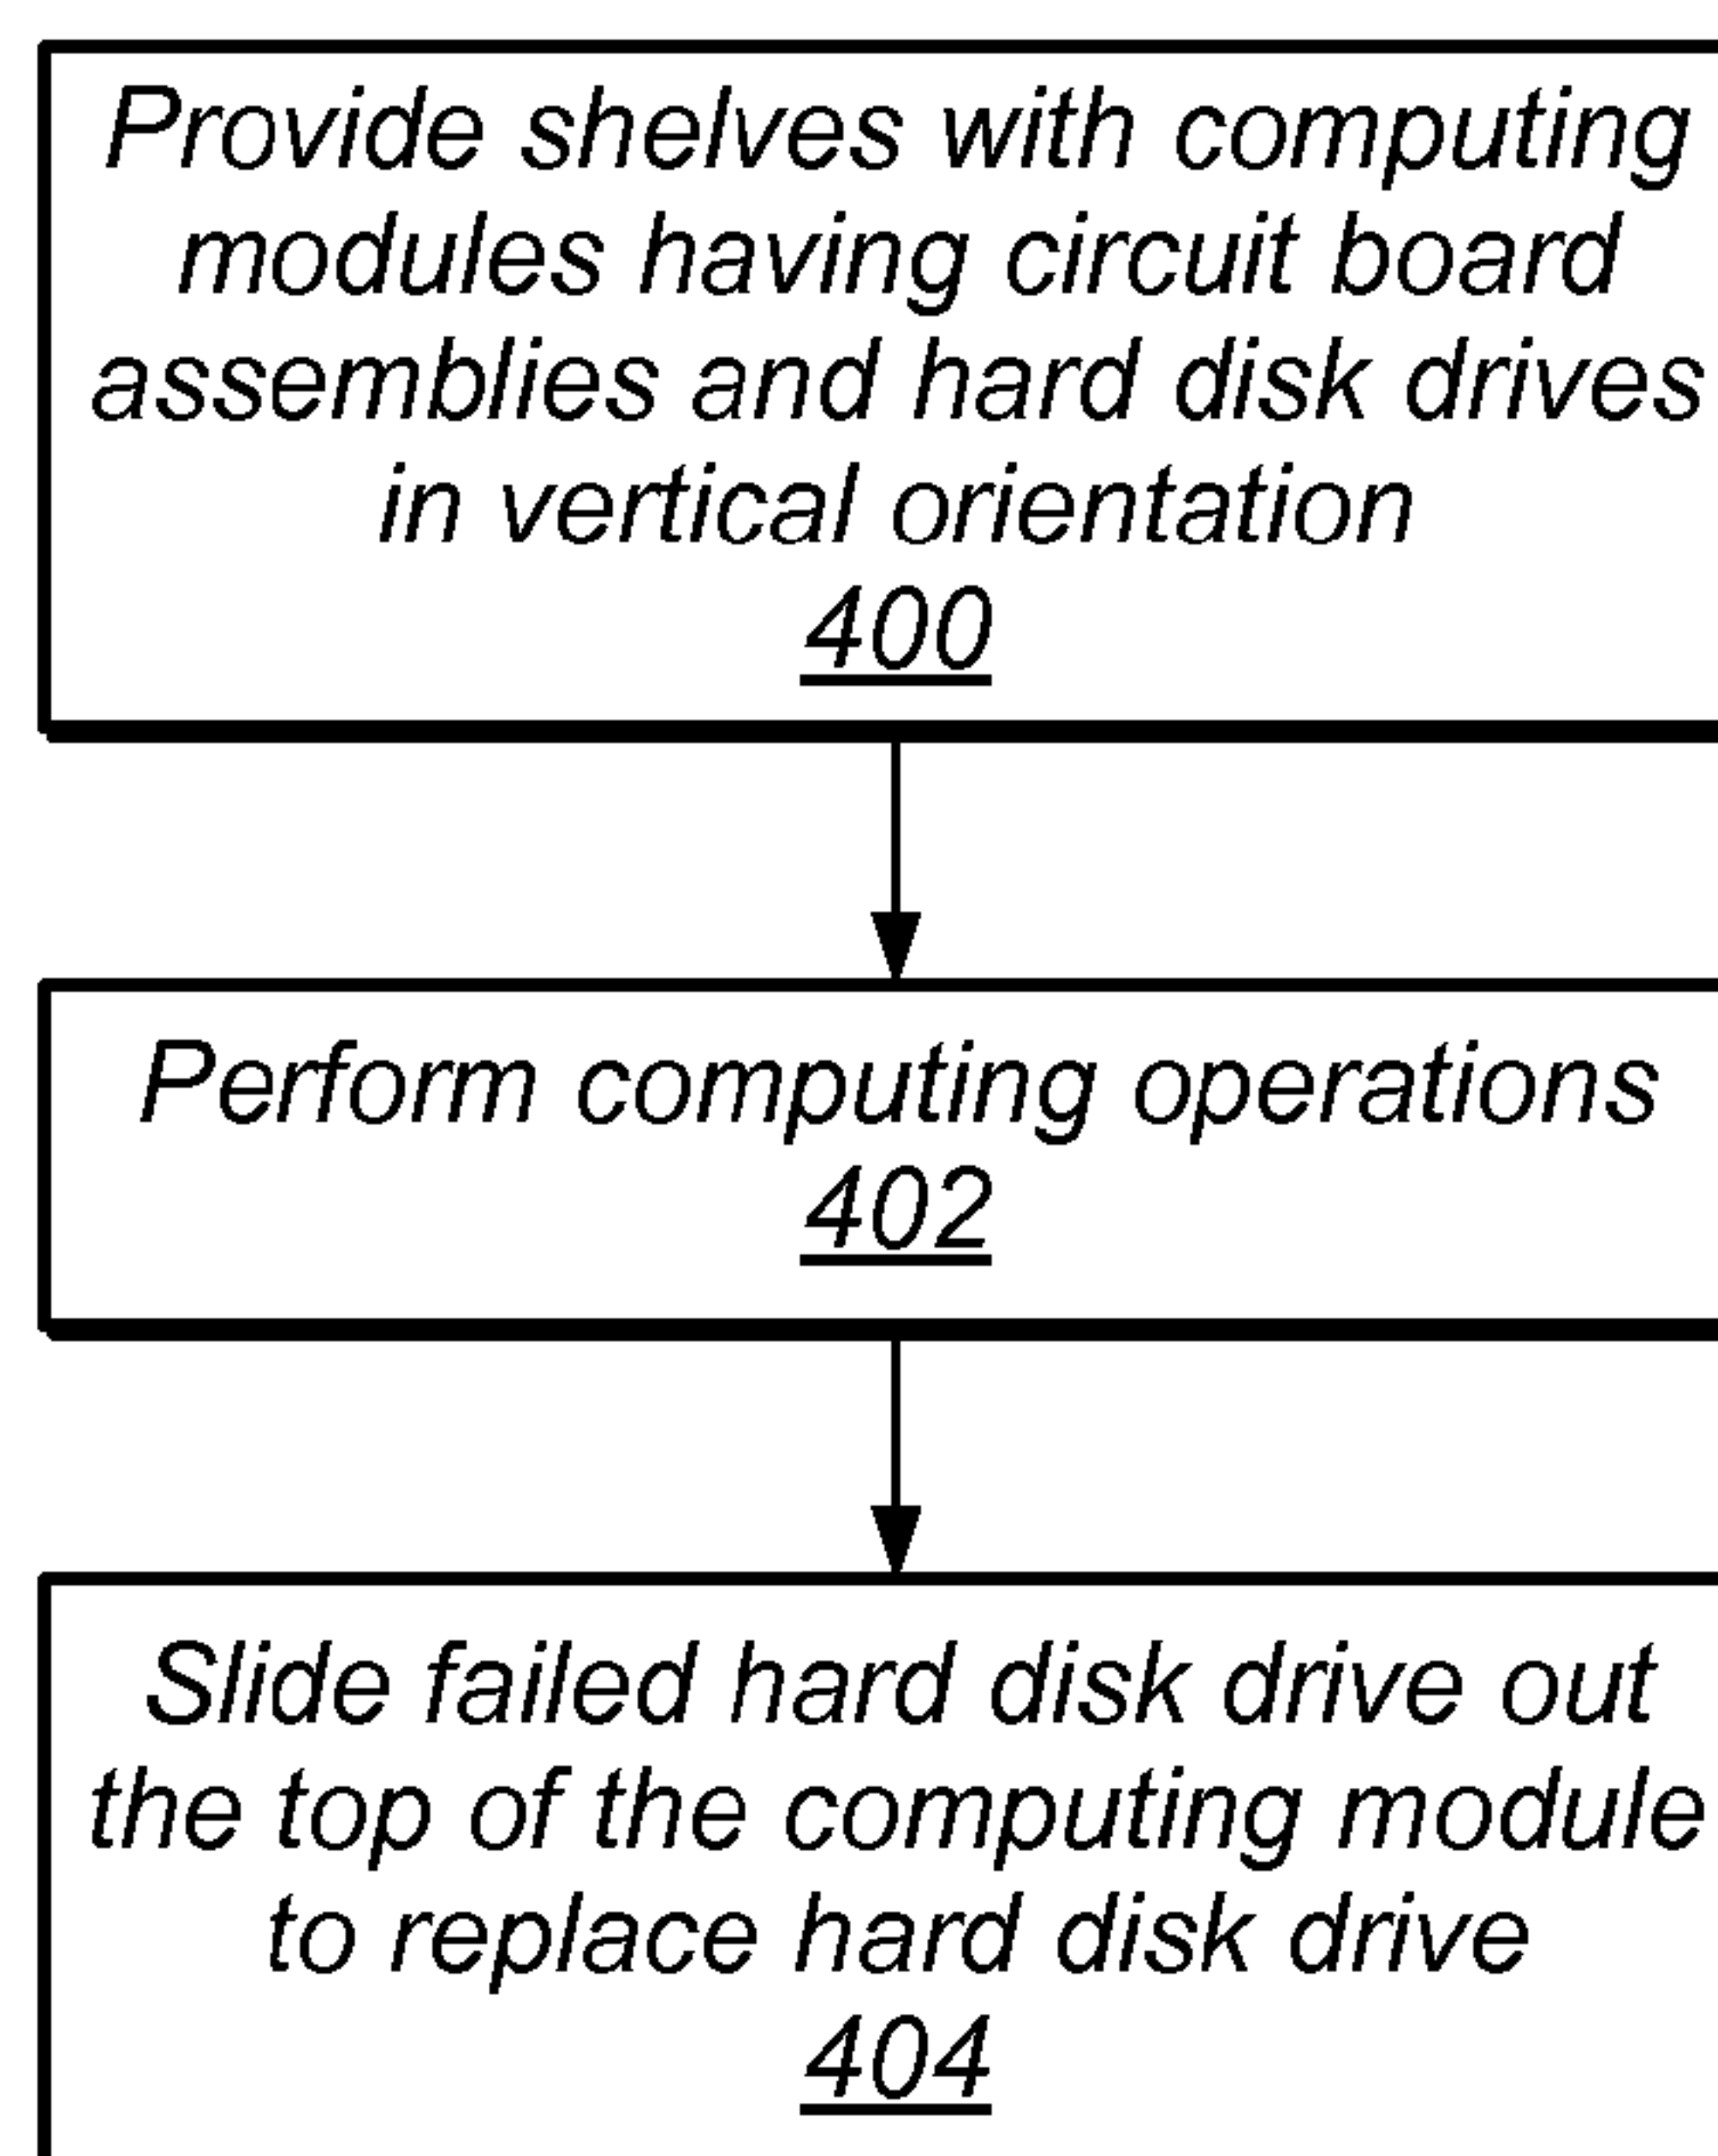 Provide shelves with computing
modules having circuit board
assemblies and hard disk drives
in vertical orientation
400
Perform computing operations
402
Slide failed hard disk drive out
the top of the computing module
to replace hard disk drive
404